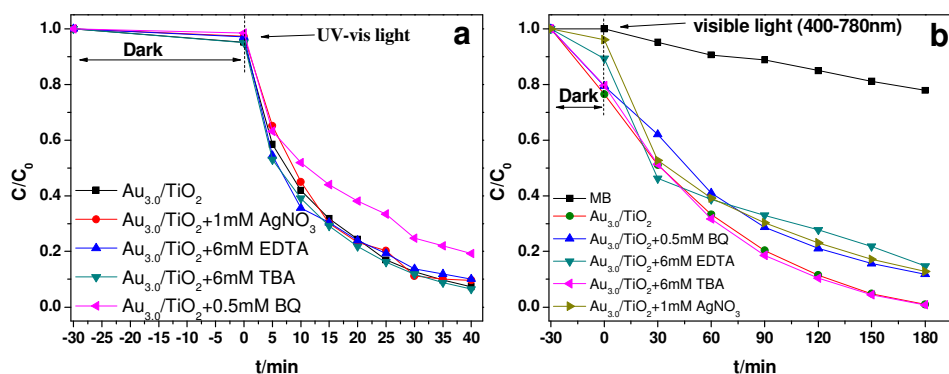 a
UV-vis light
Dark
C/C0
1.0
0.8
0.6
0.4
0.2
0.0
Au3.0/TiO2
Au3.0/TiO2+1mM AgNO3
Au3.0/TiO2+6mM EDTA
Au3.0/TiO2+6mM TBA
Au3.0/TiO2+0.5mM BQ
-30 -25 -20 -15 -10 -5 0 5 10 15 20 25 30 35 40
t/min
b
visible light (400-780nm)
Dark
C/C0
1.0
0.8
0.6
0.4
0.2
0.0
MB
Au3.0/TiO2
Au3.0/TiO2+0.5mM BQ
Au3.0/TiO2+6mM EDTA
Au3.0/TiO2+6mM TBA
Au3.0/TiO2+1mM AgNO3
-30 0 30 60 90 120 150 180
t/min